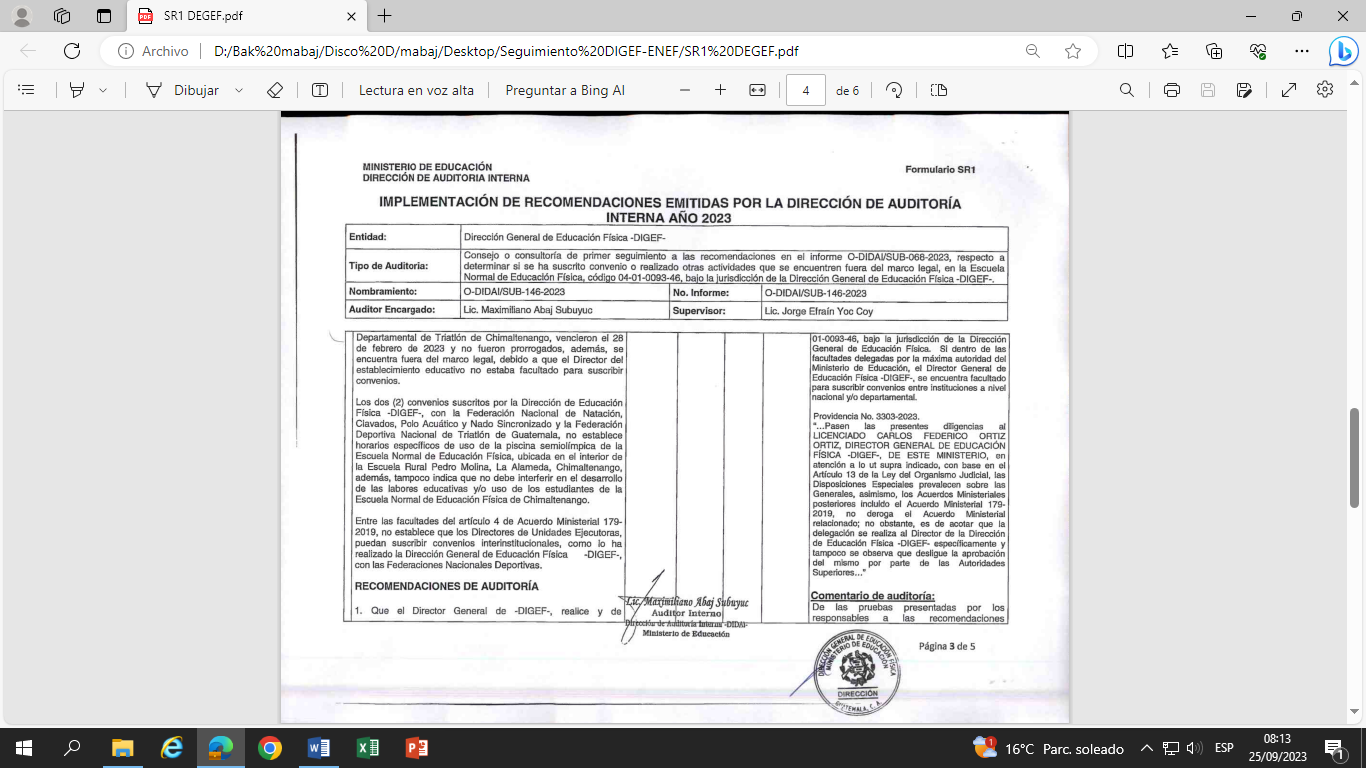 SR1 DEGEF.pdf
Archivo
D:/Bak%20mabaj/Disco%20D/mabaj/Desktop/Seguimiento%20DIGEF-ENEF/SR1%20DEGEF.pdf
Dibujar
Lectura en voz alta
Preguntar a Bing AI
4
de 6
MINISTERIO DE EDUCACIÓN
DIRECCIÓN DE AUDITORIA INTERNA
Formulario SR1
IMPLEMENTACIÓN DE RECOMENDACIONES EMITIDAS POR LA DIRECCIÓN DE AUDITORÍA
INTERNA AÑO 2023
Entidad:
Dirección General de Educación Física -DIGEF-
Tipo de Auditoria:
Consejo o consultoría de primer seguimiento a las recomendaciones en el informe O-DIDAI/SUB-068-2023, respecto a
determinar si se ha suscrito convenio o realizado otras actividades que se encuentren fuera del marco legal, en la Escuela
Normal de Educación Física, código 04-01-0093-46, bajo la jurisdicción de la Dirección General de Educación Física -DIGEF-.
Nombramiento:
O-DIDAI/SUB-146-2023
No. Informe:
O-DIDAI/SUB-146-2023
Auditor Encargado:
Lic. Maximiliano Abaj Subuyuc
Supervisor:
Lic. Jorge Efraín Yoc Coy
Departamental de Triatlón de Chimaltenango, vencieron el 28
de febrero de 2023 y no fueron prorrogados, además, se
encuentra fuera del marco legal, debido a que el Director del
establecimiento educativo no estaba facultado para suscribir
convenios.
Los dos (2) convenios suscritos por la Dirección de Educación
Física -DIGEF-, con la Federación Nacional de Natación,
Clavados, Polo Acuático y Nado Sincronizado y la Federación
Deportiva Nacional de Triatlón de Guatemala, no establece
horarios específicos de uso de la piscina semiolímpica de la
Escuela Normal de Educación Física, ubicada en el interior de
la Escuela Rural Pedro Molina, La Alameda, Chimaltenango,
además, tampoco indica que no debe interferir en el desarrollo
de las labores educativas y/o uso de los estudiantes de la
Escuela Normal de Educación Física de Chimaltenango.
Entre las facultades del artículo 4 de Acuerdo Ministerial 179-
2019, no establece que los Directores de Unidades Ejecutoras,
puedan suscribir convenios interinstitucionales, como lo ha
realizado la Dirección General de Educación Física -DIGEF-,
con las Federaciones Nacionales Deportivas.
RECOMENDACIONES DE AUDITORÍA
1. Que el Director General de -DIGEF-, realice y de
01-0093-46, bajo la jurisdicción de la Dirección
General de Educación Física. Si dentro de las
facultades delegadas por la máxima autoridad del
Ministerio de Educación, el Director General de
Educación Física -DIGEF-, se encuentra facultado
para suscribir convenios entre instituciones a nivel
nacional y/o departamental.
Providencia No. 3303-2023.
"...Pasen las presentes diligencias al
LICENCIADO CARLOS FEDERICO ORTIZ
ORTIZ, DIRECTOR GENERAL DE EDUCACIÓN
FÍSICA -DIGEF-, DE ESTE MINISTERIO, en
atención a lo ut supra indicado, con base en el
Artículo 13 de la Ley del Organismo Judicial, las
Disposiciones Especiales prevalecen sobre las
Generales, asimismo, los Acuerdos Ministeriales
posteriores incluido el Acuerdo Ministerial 179-
2019, no deroga el Acuerdo Ministerial
relacionado; no obstante, es de acotar que la
delegación se realiza al Director de la Dirección
de Educación Física -DIGEF- específicamente y
tampoco se observa que desligue la aprobación
del mismo por parte de las Autoridades
Superiores..."
Comentario de auditoría:
De las pruebas presentadas por los
responsables a las recomendaciones
Lic. Maximiliano Abaj Subuyuc
Auditor Interno
Dirección de Auditoría Interna -DIDAI-
Ministerio de Educación
Página 3 de 5
DIRECCIÓN GENERAL DE EDUCACIÓN FÍSICA
MINISTERIO DE EDUCACIÓN
DIRECCIÓN
GUATEMALA, C. A.
16°C Parc. soleado
ESP
08:13
25/09/2023